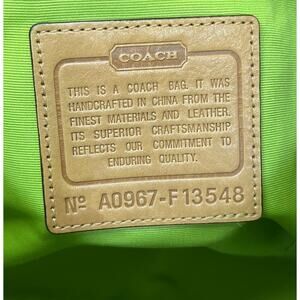 COACH
THIS IS A COACH BAG. IT WAS
HANDCRAFTED IN CHINA FROM THE
FINEST MATERIALS AND LEATHER.
ITS SUPERIOR CRAFTSMANSHIP
REFLECTS OUR COMMITMENT TO
ENDURING QUALITY.
Nº A0967-F13548